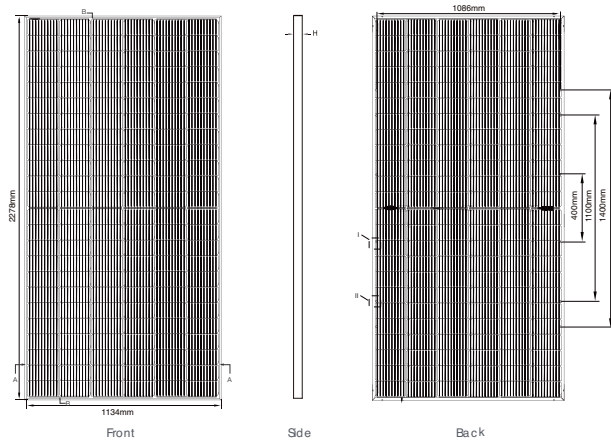 B
H
1086mm
2278mm
400mm
1100mm
1400mm
I
II
A
A
B
1134mm
Front
Side
Back